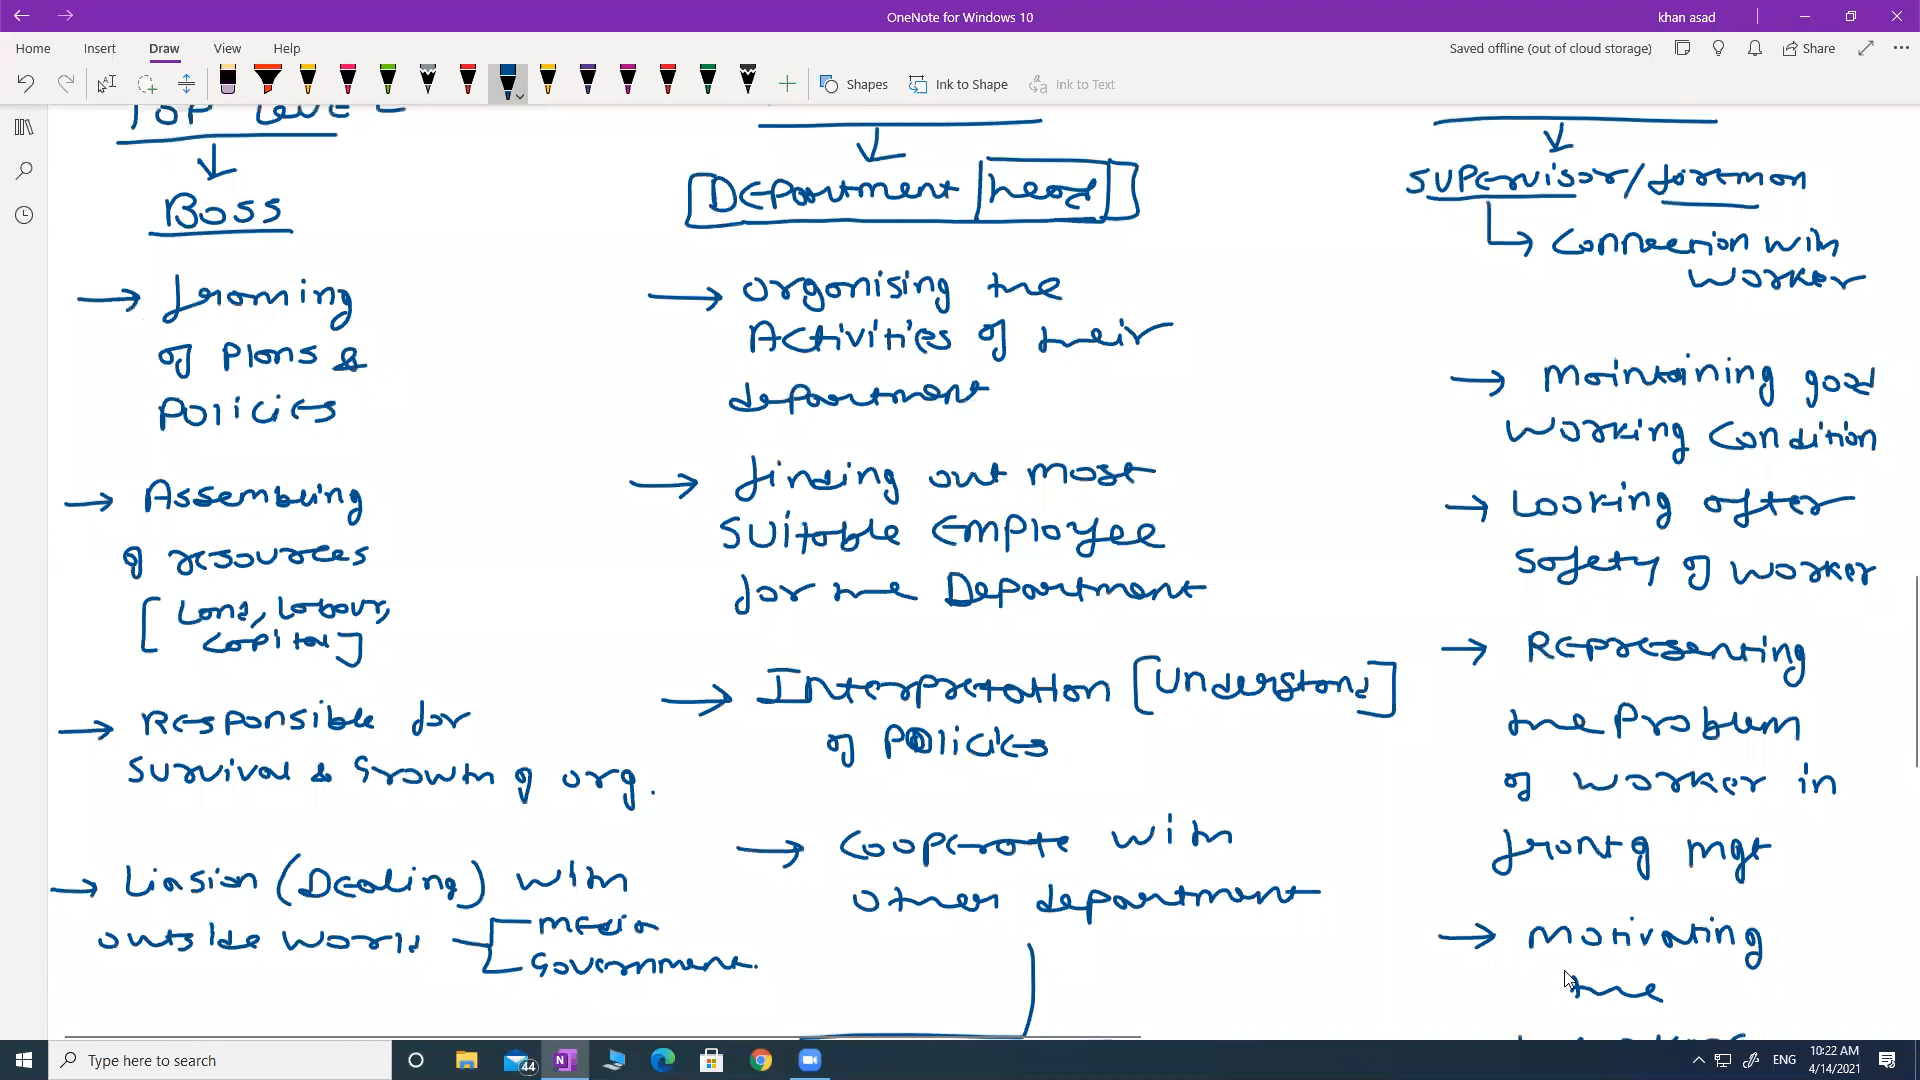 OneNote for Windows 10
khan asad
Home Insert Draw View Help
Saved offline (out of cloud storage)
Share
Shapes
Ink to Shape
Ink to Text
TOP Level
Boss
framing
of Plans &
Policies
Assembling
of resources
[Land, Labour,
Capital]
Responsible for
Survival & Growth of org.
Liasion (Dealing) with
outside world
media
Government.
Department head
organising the
Activities of their
department
finding out most
suitable Employee
for the Department
Interpretation [Understand]
of Policies
Cooperate with
other department
Supervisor/foreman
Connection with
worker
maintaining good
working Condition
Looking after
safety of worker
Representing
the Problem
of worker in
front of mgt
motivating
the
Type here to search
44
ENG
10:22 AM
4/14/2021